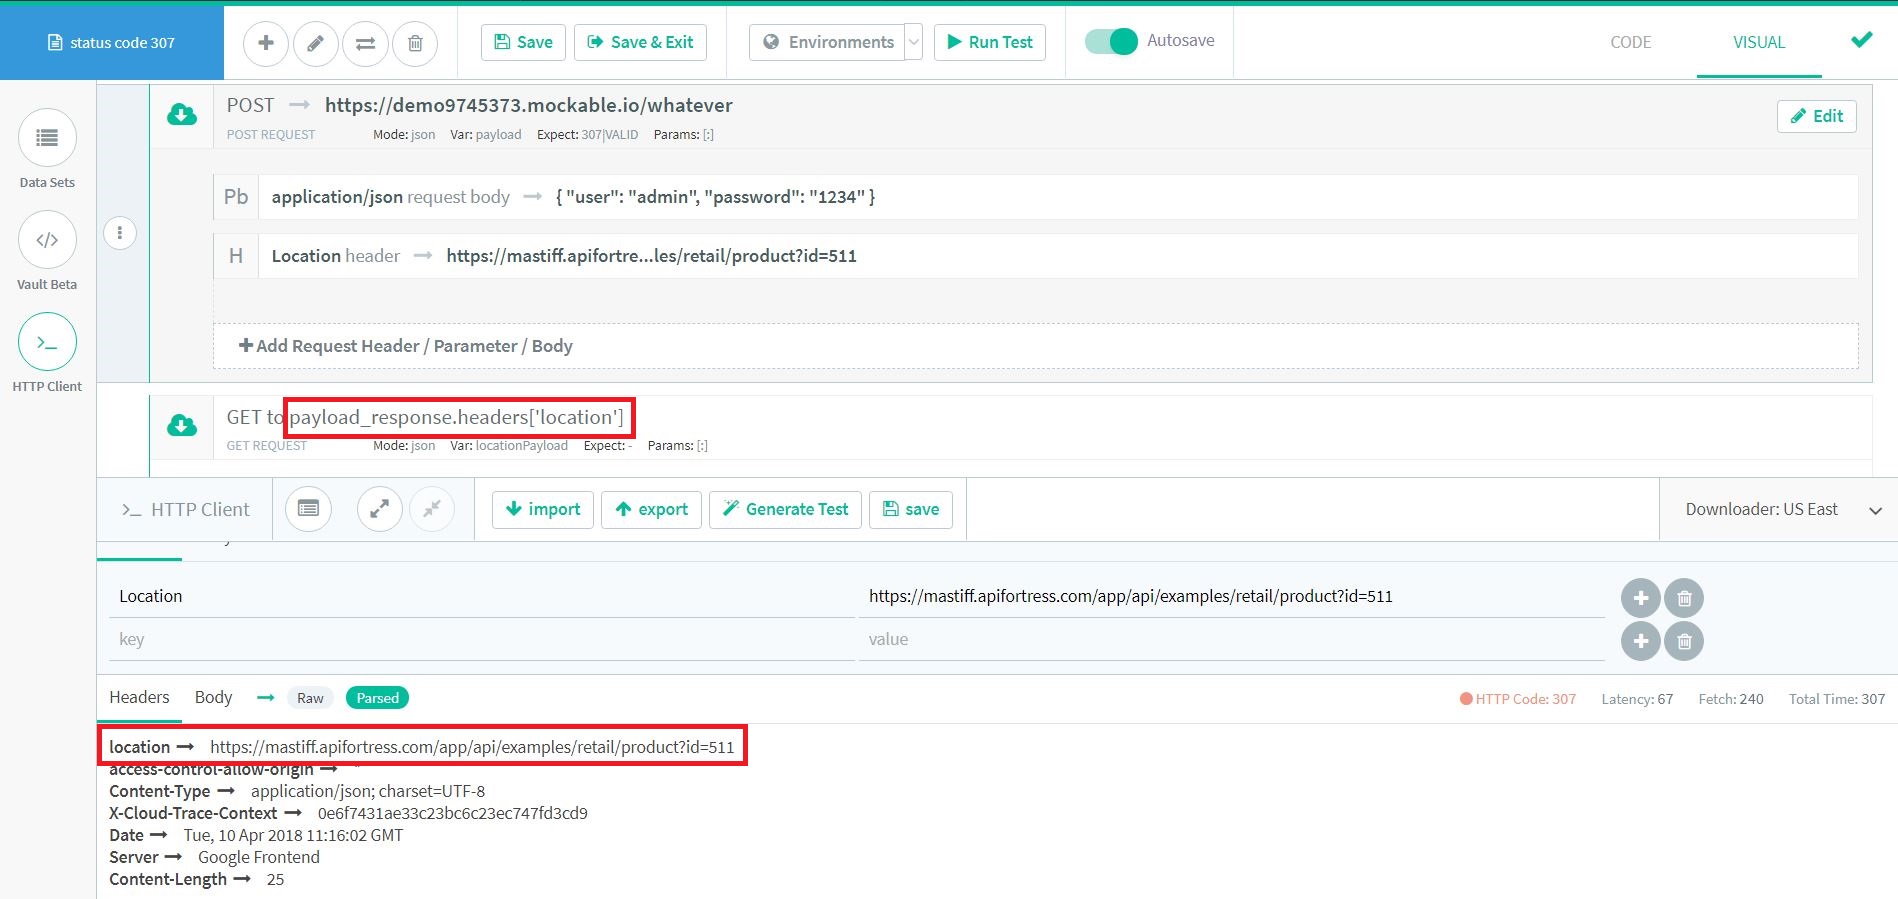 status code 307
Save
Save & Exit
Environments
Run Test
Autosave
CODE
VISUAL
Data Sets
Vault Beta
HTTP Client
POST https://demo9745373.mockable.io/whatever
POST REQUEST Mode: json Var: payload Expect: 307|VALID Params: [:]
Edit
Pb application/json request body { "user": "admin", "password": "1234" }
H Location header https://mastiff.apifortre...les/retail/product?id=511
Add Request Header / Parameter / Body
GET to payload_response.headers['location']
GET REQUEST Mode: json Var: locationPayload Expect: - Params: [:]
HTTP Client
import
export
Generate Test
save
Downloader: US East
Location https://mastiff.apifortress.com/app/api/examples/retail/product?id=511
key value
Headers Body Raw Parsed HTTP Code: 307 Latency: 67 Fetch: 240 Total Time: 307
location https://mastiff.apifortress.com/app/api/examples/retail/product?id=511
access-control-allow-origin
Content-Type application/json; charset=UTF-8
X-Cloud-Trace-Context 0e6f7431ae33c23bc6c23ec747fd3cd9
Date Tue, 10 Apr 2018 11:16:02 GMT
Server Google Frontend
Content-Length 25